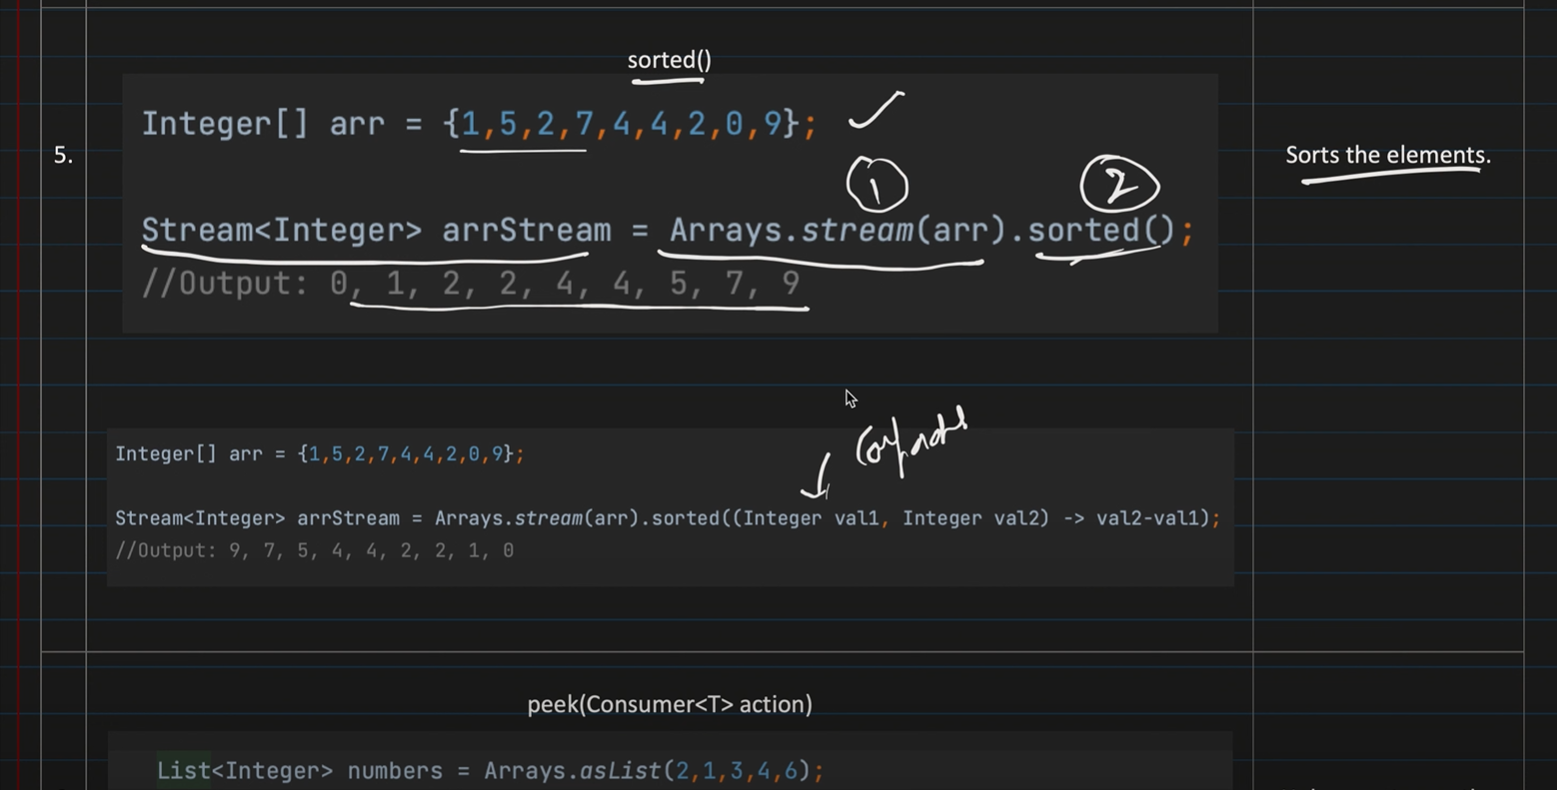 sorted()
Integer[] arr = {1,5,2,7,4,4,2,0,9};
5.
Sorts the elements.
1
2
Stream<Integer> arrStream = Arrays.stream(arr).sorted();
//Output: 0, 1, 2, 2, 4, 4, 5, 7, 9
Integer[] arr = {1,5,2,7,4,4,2,0,9};
Stream<Integer> arrStream = Arrays.stream(arr).sorted((Integer val1, Integer val2) -> val2-val1);
//Output: 9, 7, 5, 4, 4, 2, 2, 1, 0
peek(Consumer<T> action)
List<Integer> numbers = Arrays.asList(2,1,3,4,6);